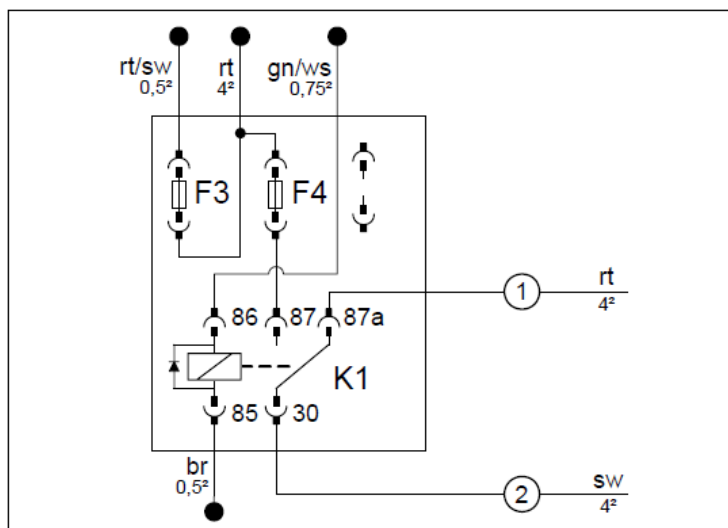 rt/sw
0,5²
rt
4²
gn/ws
0,75²
F3
F4
1
rt
4²
86
87
87a
K1
85
30
br
0,5²
2
sw
4²